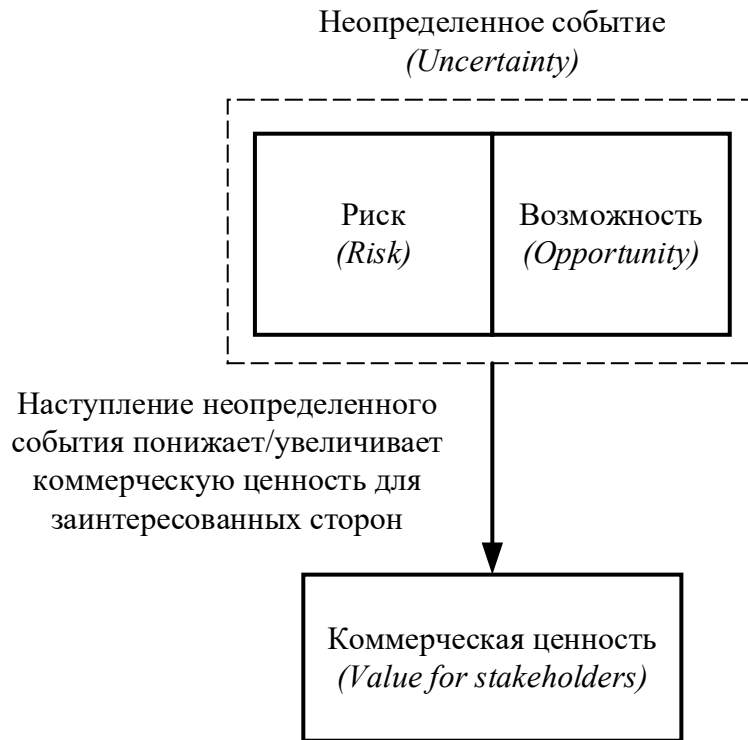 Неопределенное событие
(Uncertainty)
Риск
(Risk)
Возможность
(Opportunity)
Наступление неопределенного
события понижает/увеличивает
коммерческую ценность для
заинтересованных сторон
Коммерческая ценность
(Value for stakeholders)